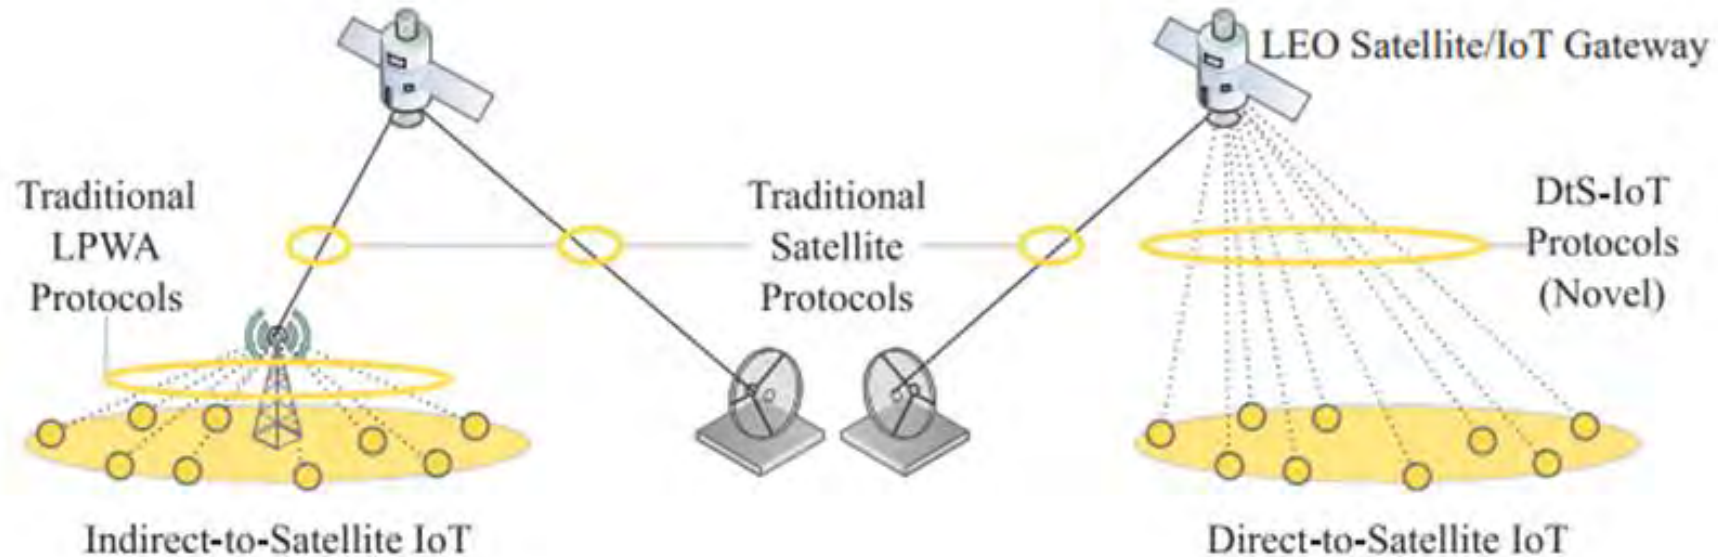 LEO Satellite/IoT Gateway
Traditional
LPWA
Protocols
Traditional
Satellite
Protocols
DtS-IoT
Protocols
(Novel)
Indirect-to-Satellite IoT
Direct-to-Satellite IoT